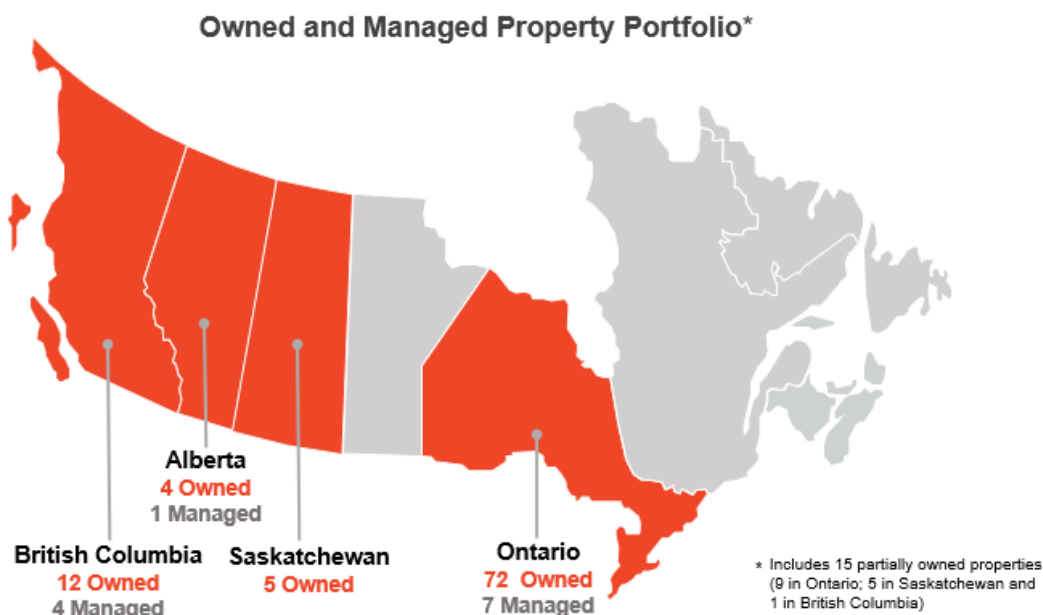 Owned and Managed Property Portfolio*
Alberta
4 Owned
1 Managed
British Columbia
12 Owned
4 Managed
Saskatchewan
5 Owned
Ontario
72 Owned
7 Managed
* Includes 15 partially owned properties
(9 in Ontario; 5 in Saskatchewan and
1 in British Columbia)